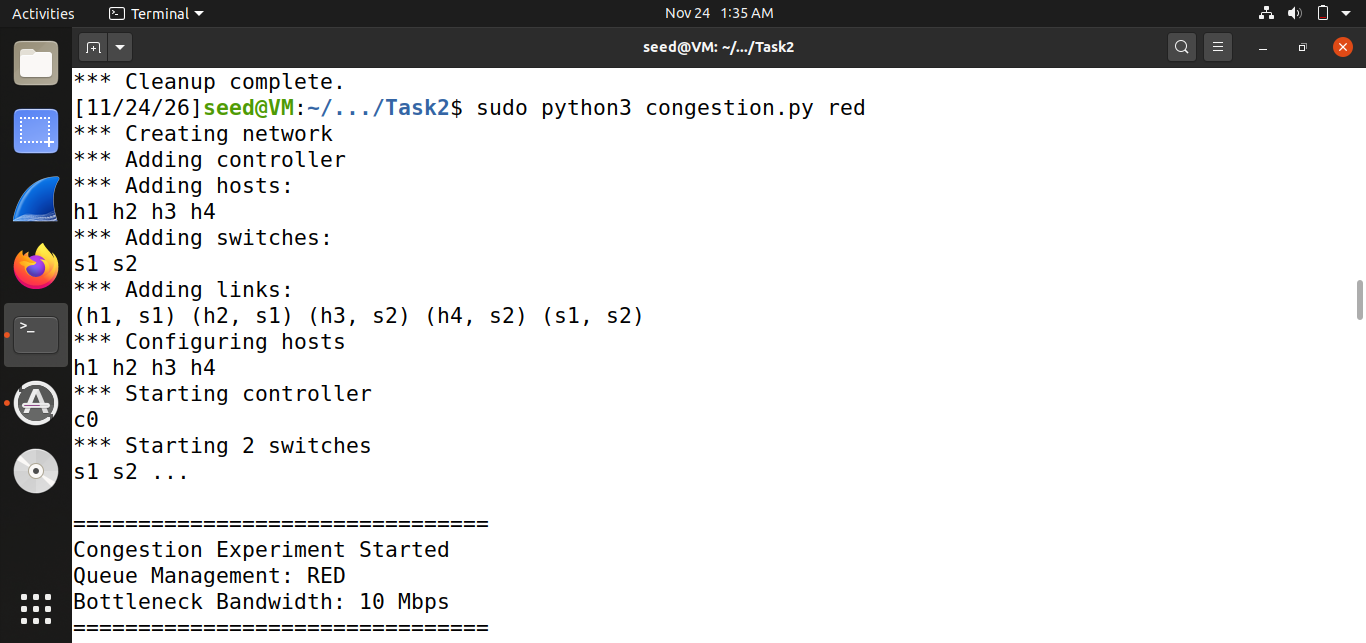 Activities Terminal Nov 24 1:35 AM
seed@VM: ~/.../Task2
*** Cleanup complete.
[11/24/26]seed@VM:~/.../Task2$ sudo python3 congestion.py red
*** Creating network
*** Adding controller
*** Adding hosts:
h1 h2 h3 h4
*** Adding switches:
s1 s2
*** Adding links:
(h1, s1) (h2, s1) (h3, s2) (h4, s2) (s1, s2)
*** Configuring hosts
h1 h2 h3 h4
*** Starting controller
c0
*** Starting 2 switches
s1 s2 ...
================================
Congestion Experiment Started
Queue Management: RED
Bottleneck Bandwidth: 10 Mbps
================================